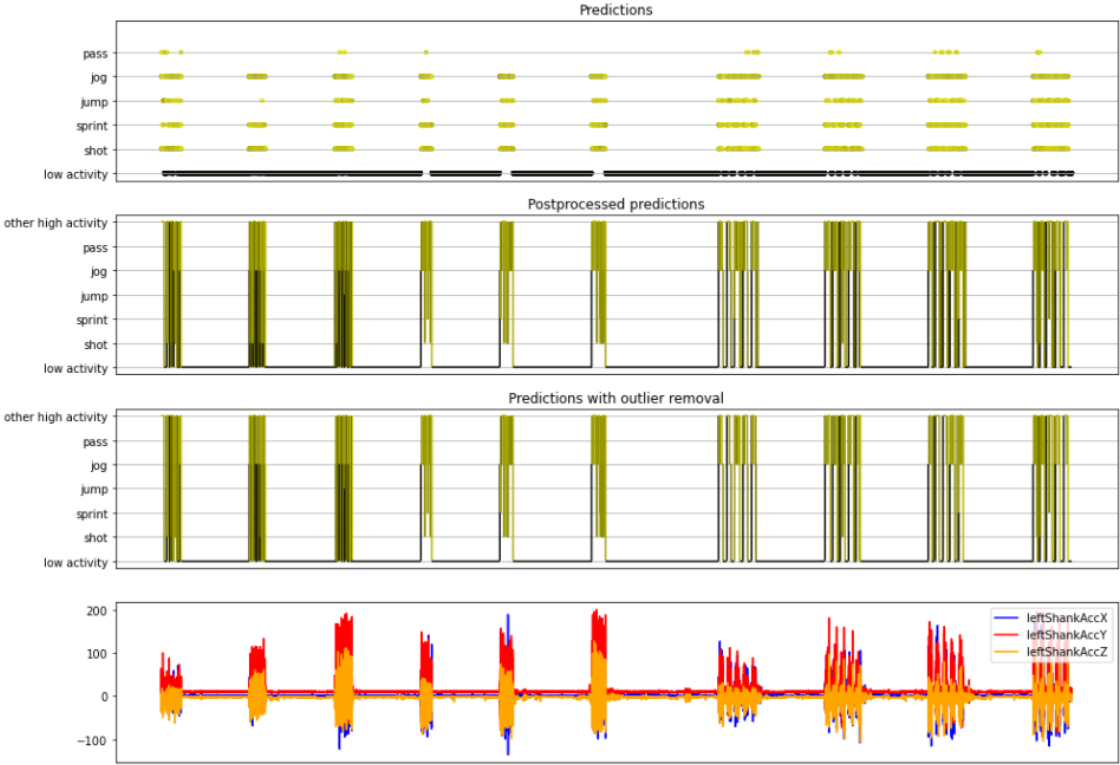 Predictions
pass
jog
jump
sprint
shot
low activity
Postprocessed predictions
other high activity
pass
jog
jump
sprint
shot
low activity
Predictions with outlier removal
other high activity
pass
jog
jump
sprint
shot
low activity
200
100
0
−100
leftShankAccX
leftShankAccY
leftShankAccZ